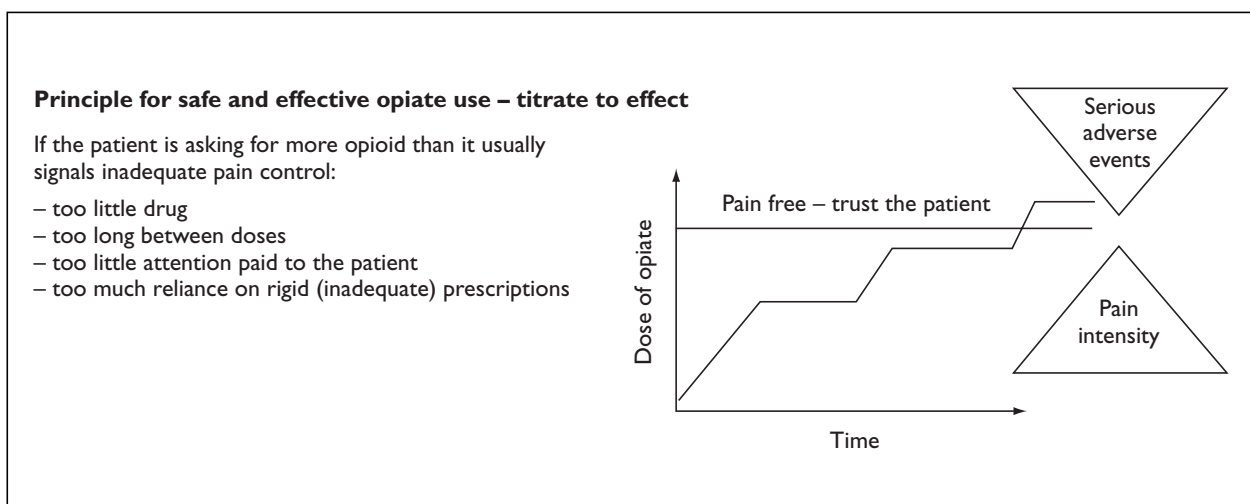 Principle for safe and effective opiate use – titrate to effect
If the patient is asking for more opioid than it usually
signals inadequate pain control:
– too little drug
– too long between doses
– too little attention paid to the patient
– too much reliance on rigid (inadequate) prescriptions
Dose of opiate
Pain free – trust the patient
Time
Serious
adverse
events
Pain
intensity